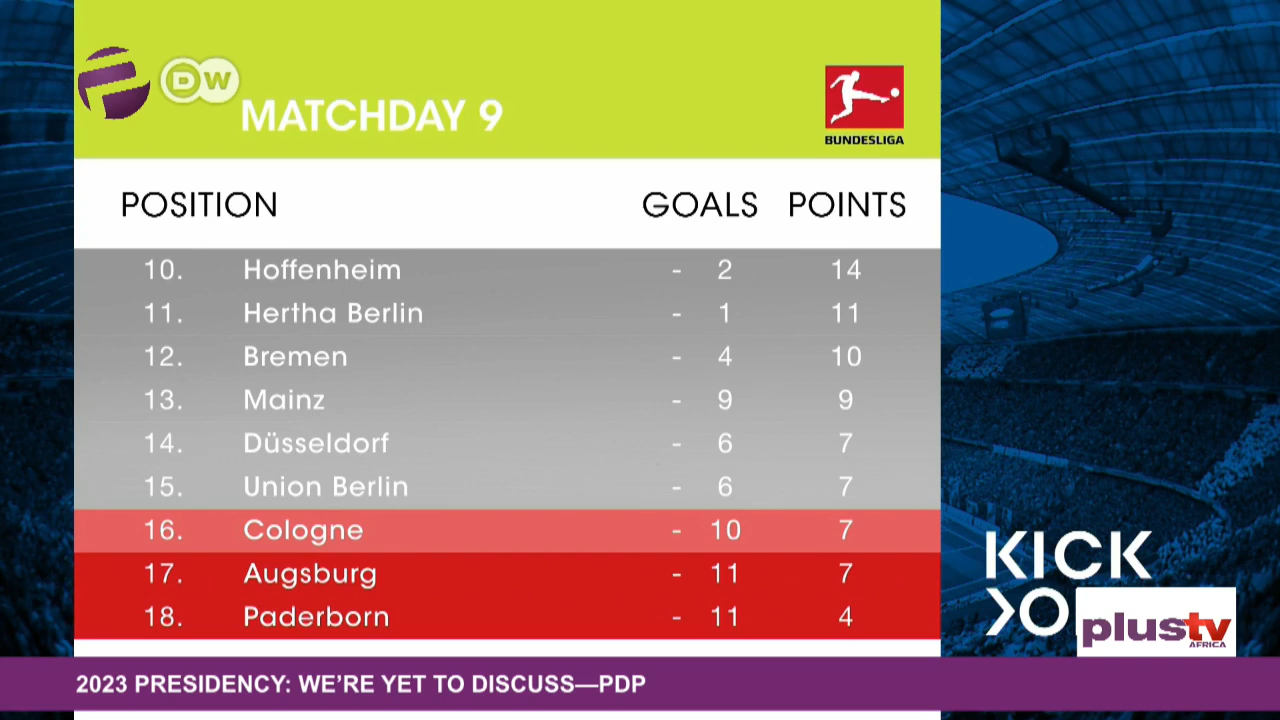 DW
MATCHDAY 9
BUNDESLIGA
POSITION GOALS POINTS
10. Hoffenheim - 2 14
11. Hertha Berlin - 1 11
12. Bremen - 4 10
13. Mainz - 9 9
14. Düsseldorf - 6 7
15. Union Berlin - 6 7
16. Cologne - 10 7
17. Augsburg - 11 7
18. Paderborn - 11 4
KICK
plustv
AFRICA
2023 PRESIDENCY: WE'RE YET TO DISCUSS—PDP